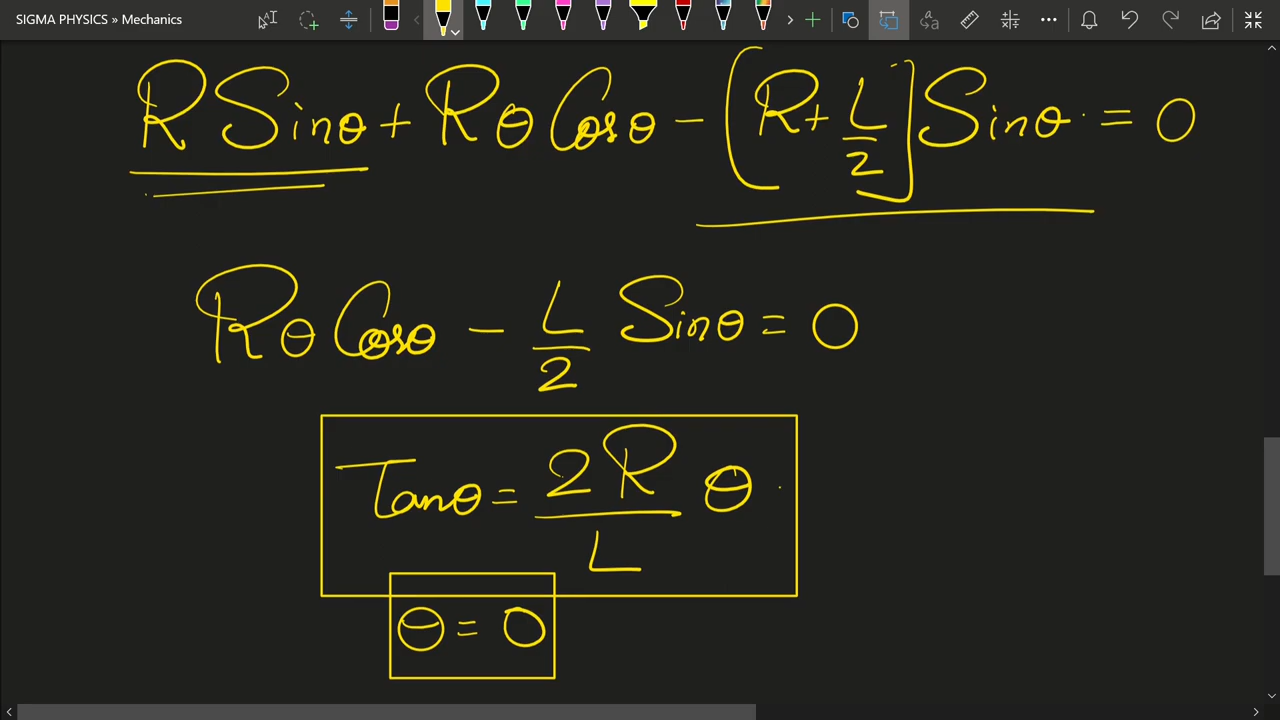 SIGMA PHYSICS » Mechanics
R Sinθ + Rθ Cosθ - [R + L/2] Sinθ = 0
Rθ Cosθ - L/2 Sinθ = 0
Tanθ = 2R/L θ
θ = 0